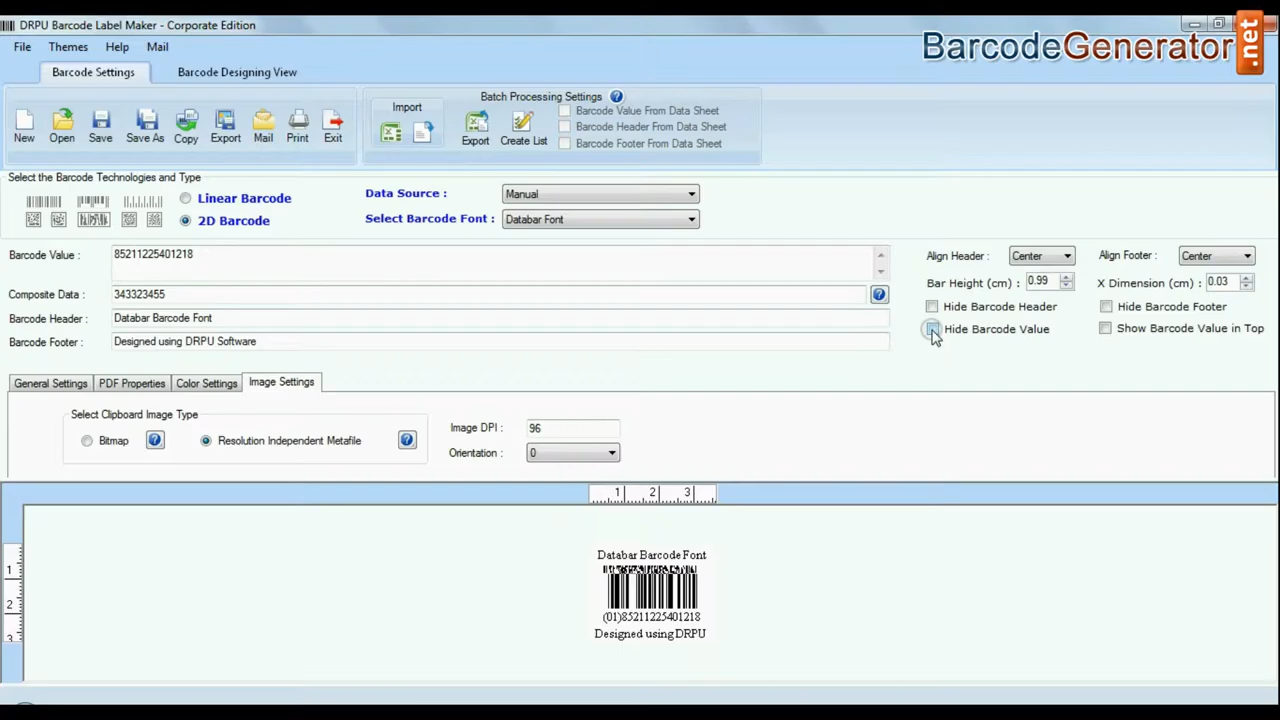 DRPU Barcode Label Maker - Corporate Edition
BarcodeGenerator.net
File Themes Help Mail
Barcode Settings Barcode Designing View
Import
Batch Processing Settings
Barcode Value From Data Sheet
Barcode Header From Data Sheet
Barcode Footer From Data Sheet
New Open Save Save As Copy Export Mail Print Exit Export Create List
Select the Barcode Technologies and Type
Linear Barcode
2D Barcode
Data Source : Manual
Select Barcode Font : Databar Font
Barcode Value : 85211225401218
Composite Data : 343323455
Barcode Header : Databar Barcode Font
Barcode Footer : Designed using DRPU Software
Align Header : Center Align Footer : Center
Bar Height (cm) : 0.99 X Dimension (cm) : 0.03
Hide Barcode Header Hide Barcode Footer
Hide Barcode Value Show Barcode Value in Top
General Settings PDF Properties Color Settings Image Settings
Select Clipboard Image Type
Bitmap Resolution Independent Metafile
Image DPI : 96
Orientation : 0
1 2 3
1
2
3
Databar Barcode Font
(01)85211225401218
Designed using DRPU